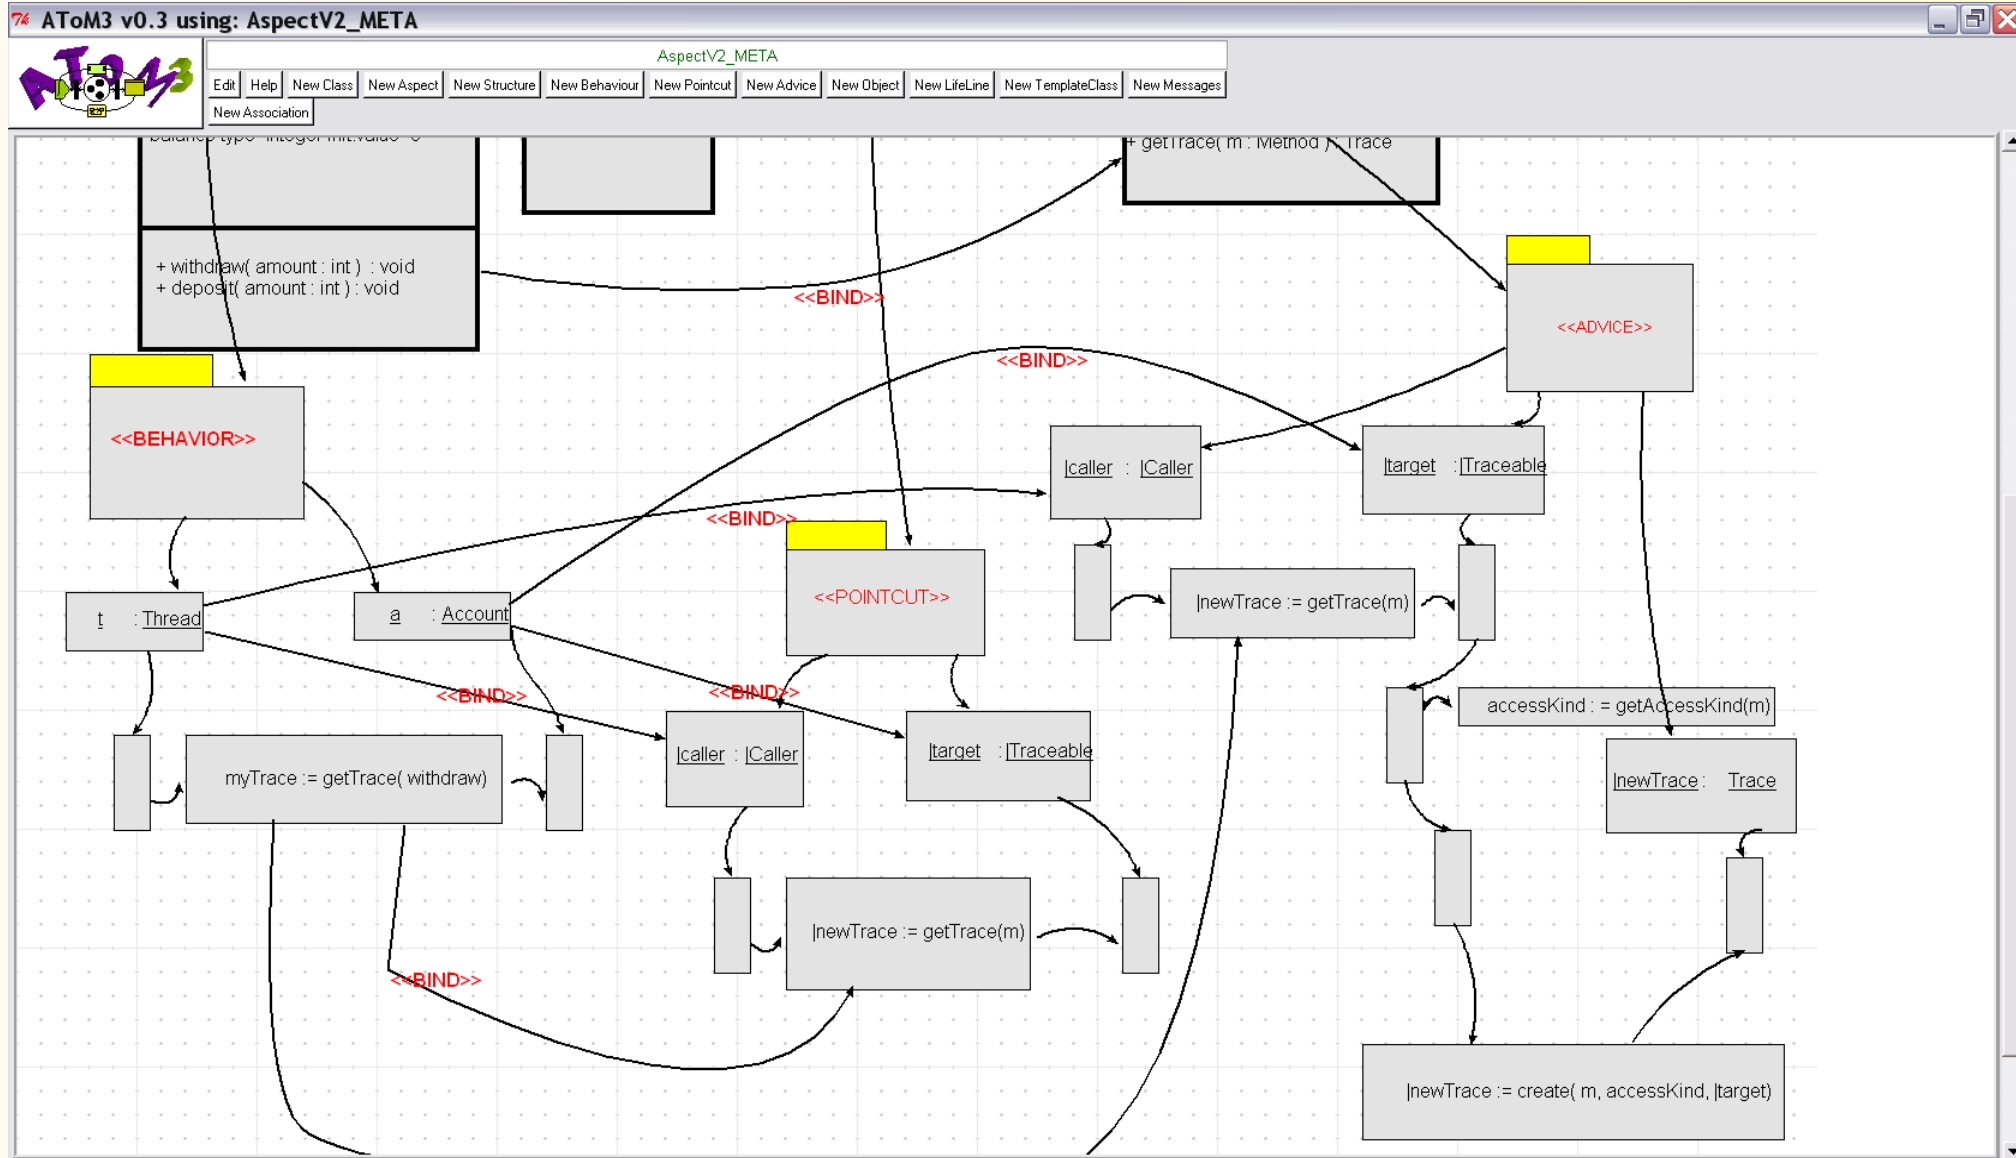 AToM3 v0.3 using: AspectV2_META
AToM3
AspectV2_META
Edit Help New Class New Aspect New Structure New Behaviour New Pointcut New Advice New Object New LifeLine New TemplateClass New Messages
New Association
+ getTrace( m : Method ) : Trace
+ withdraw( amount : int ) : void
+ deposit( amount : int ) : void
<<BIND>>
<<ADVICE>>
<<BIND>>
<<BEHAVIOR>>
|caller : |Caller
|target :|Traceable
<<BIND>>
<<POINTCUT>>
|newTrace := getTrace(m)
t : Thread
a : Account
<<BIND>>
<<BIND>>
accessKind : = getAccessKind(m)
|caller : |Caller
|target :|Traceable
|newTrace : Trace
myTrace := getTrace( withdraw)
|newTrace := getTrace(m)
<<BIND>>
|newTrace := create( m, accessKind, |target)